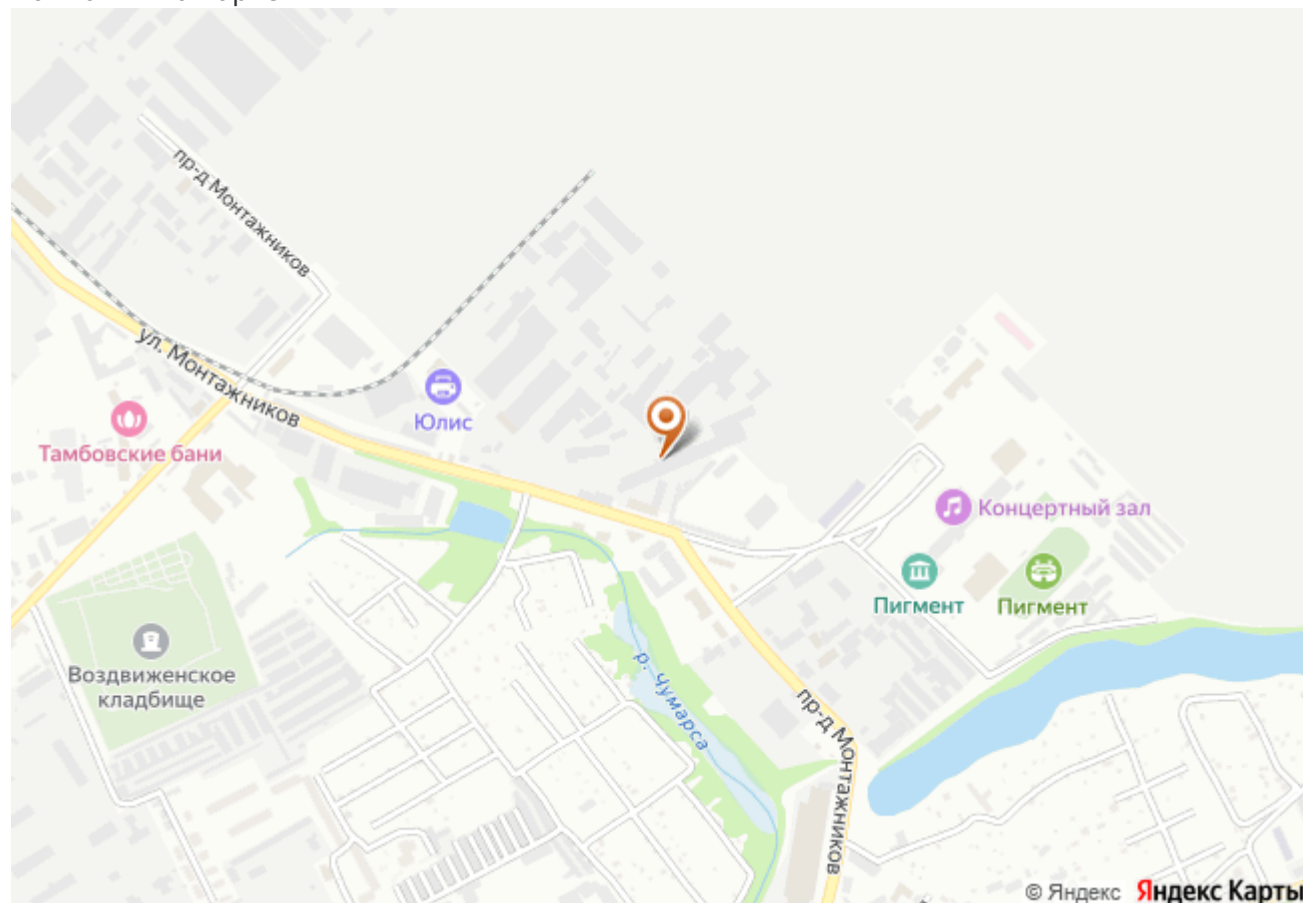 пр-д Монтажников
ул. Монтажников
Юлис
Тамбовские бани
Концертный зал
Пигмент
Пигмент
Воздвиженское
кладбище
р. Чумарса
пр-д Монтажников
© Яндекс Яндекс Карты